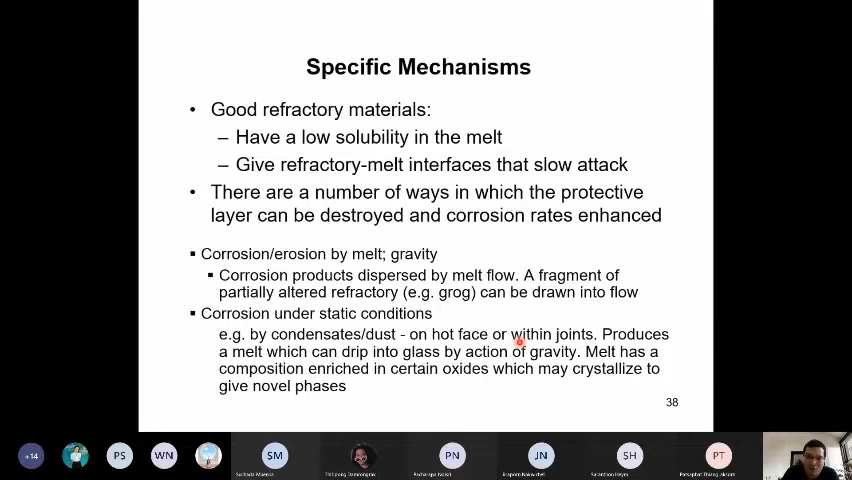 Specific Mechanisms
• Good refractory materials:
– Have a low solubility in the melt
– Give refractory-melt interfaces that slow attack
• There are a number of ways in which the protective
layer can be destroyed and corrosion rates enhanced
▪ Corrosion/erosion by melt; gravity
▪ Corrosion products dispersed by melt flow. A fragment of
partially altered refractory (e.g. grog) can be drawn into flow
▪ Corrosion under static conditions
e.g. by condensates/dust - on hot face or within joints. Produces
a melt which can drip into glass by action of gravity. Melt has a
composition enriched in certain oxides which may crystallize to
give novel phases
38
+14 PS WN SM PN JN SH PT
Suchada